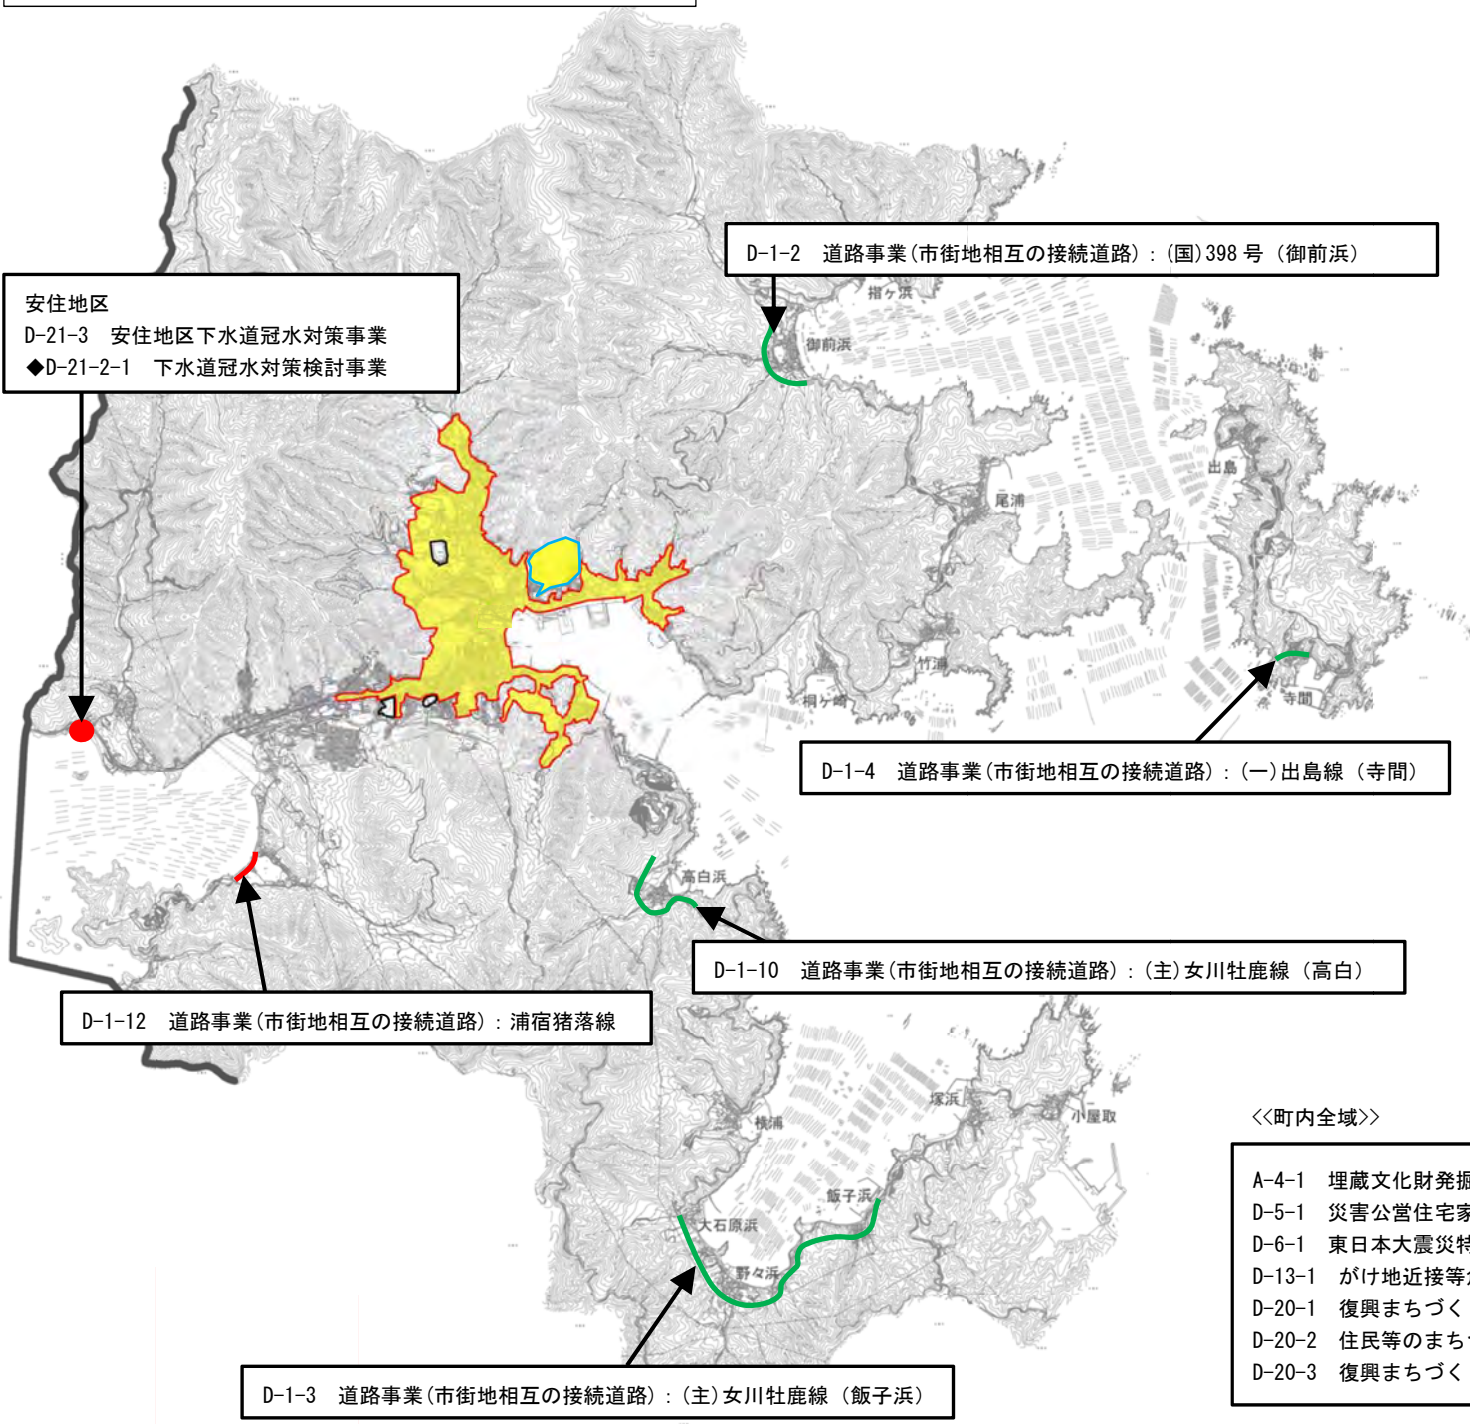 D-1-2　道路事業(市街地相互の接続道路)：(国)398号（御前浜）
指ヶ浜
安住地区
D-21-3　安住地区下水道冠水対策事業
◆D-21-2-1　下水道冠水対策検討事業
御前浜
出島
尾浦
竹浦
桐ヶ崎
寺間
D-1-4　道路事業(市街地相互の接続道路)：(一)出島線（寺間）
高白浜
D-1-10　道路事業(市街地相互の接続道路)：(主)女川牡鹿線（高白）
D-1-12　道路事業(市街地相互の接続道路)：浦宿猪落線
塚浜
小屋取
横浦
飯子浜
大石原浜
野々浜
<<町内全域>>
A-4-1　埋蔵文化財発掘
D-5-1　災害公営住宅家
D-6-1　東日本大震災特
D-13-1　がけ地近接等
D-20-1　復興まちづく
D-20-2　住民等のまち
D-20-3　復興まちづく
D-1-3　道路事業(市街地相互の接続道路)：(主)女川牡鹿線（飯子浜）